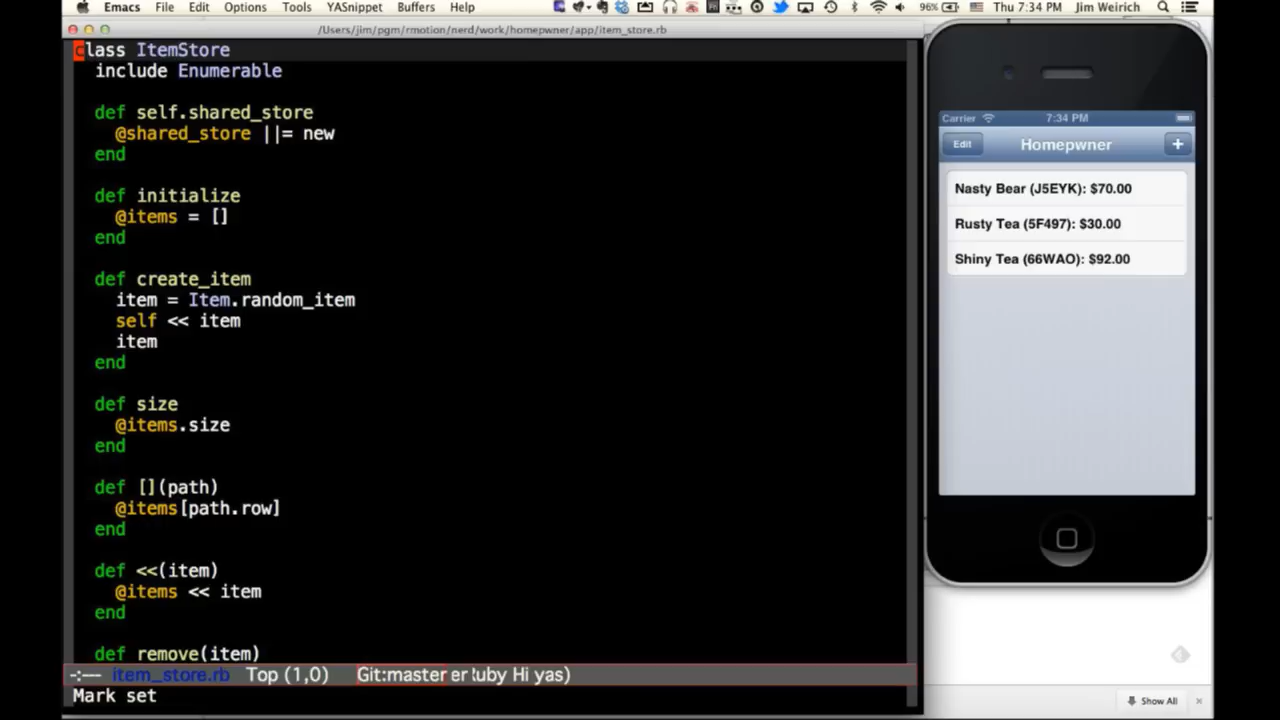 Emacs File Edit Options Tools YASnippet Buffers Help 96% Thu 7:34 PM Jim Weirich
/Users/jim/pgm/rmotion/nerd/work/homepwner/app/item_store.rb
class ItemStore
include Enumerable
def self.shared_store
@shared_store ||= new
end
def initialize
@items = []
end
def create_item
item = Item.random_item
self << item
item
end
def size
@items.size
end
def [](path)
@items[path.row]
end
def <<(item)
@items << item
end
def remove(item)
-:--- item_store.rb Top (1,0) Git:master
Mark set
Carrier 7:34 PM
Edit Homepwner +
Nasty Bear (J5EYK): $70.00
Rusty Tea (5F497): $30.00
Shiny Tea (66WAO): $92.00
Show All